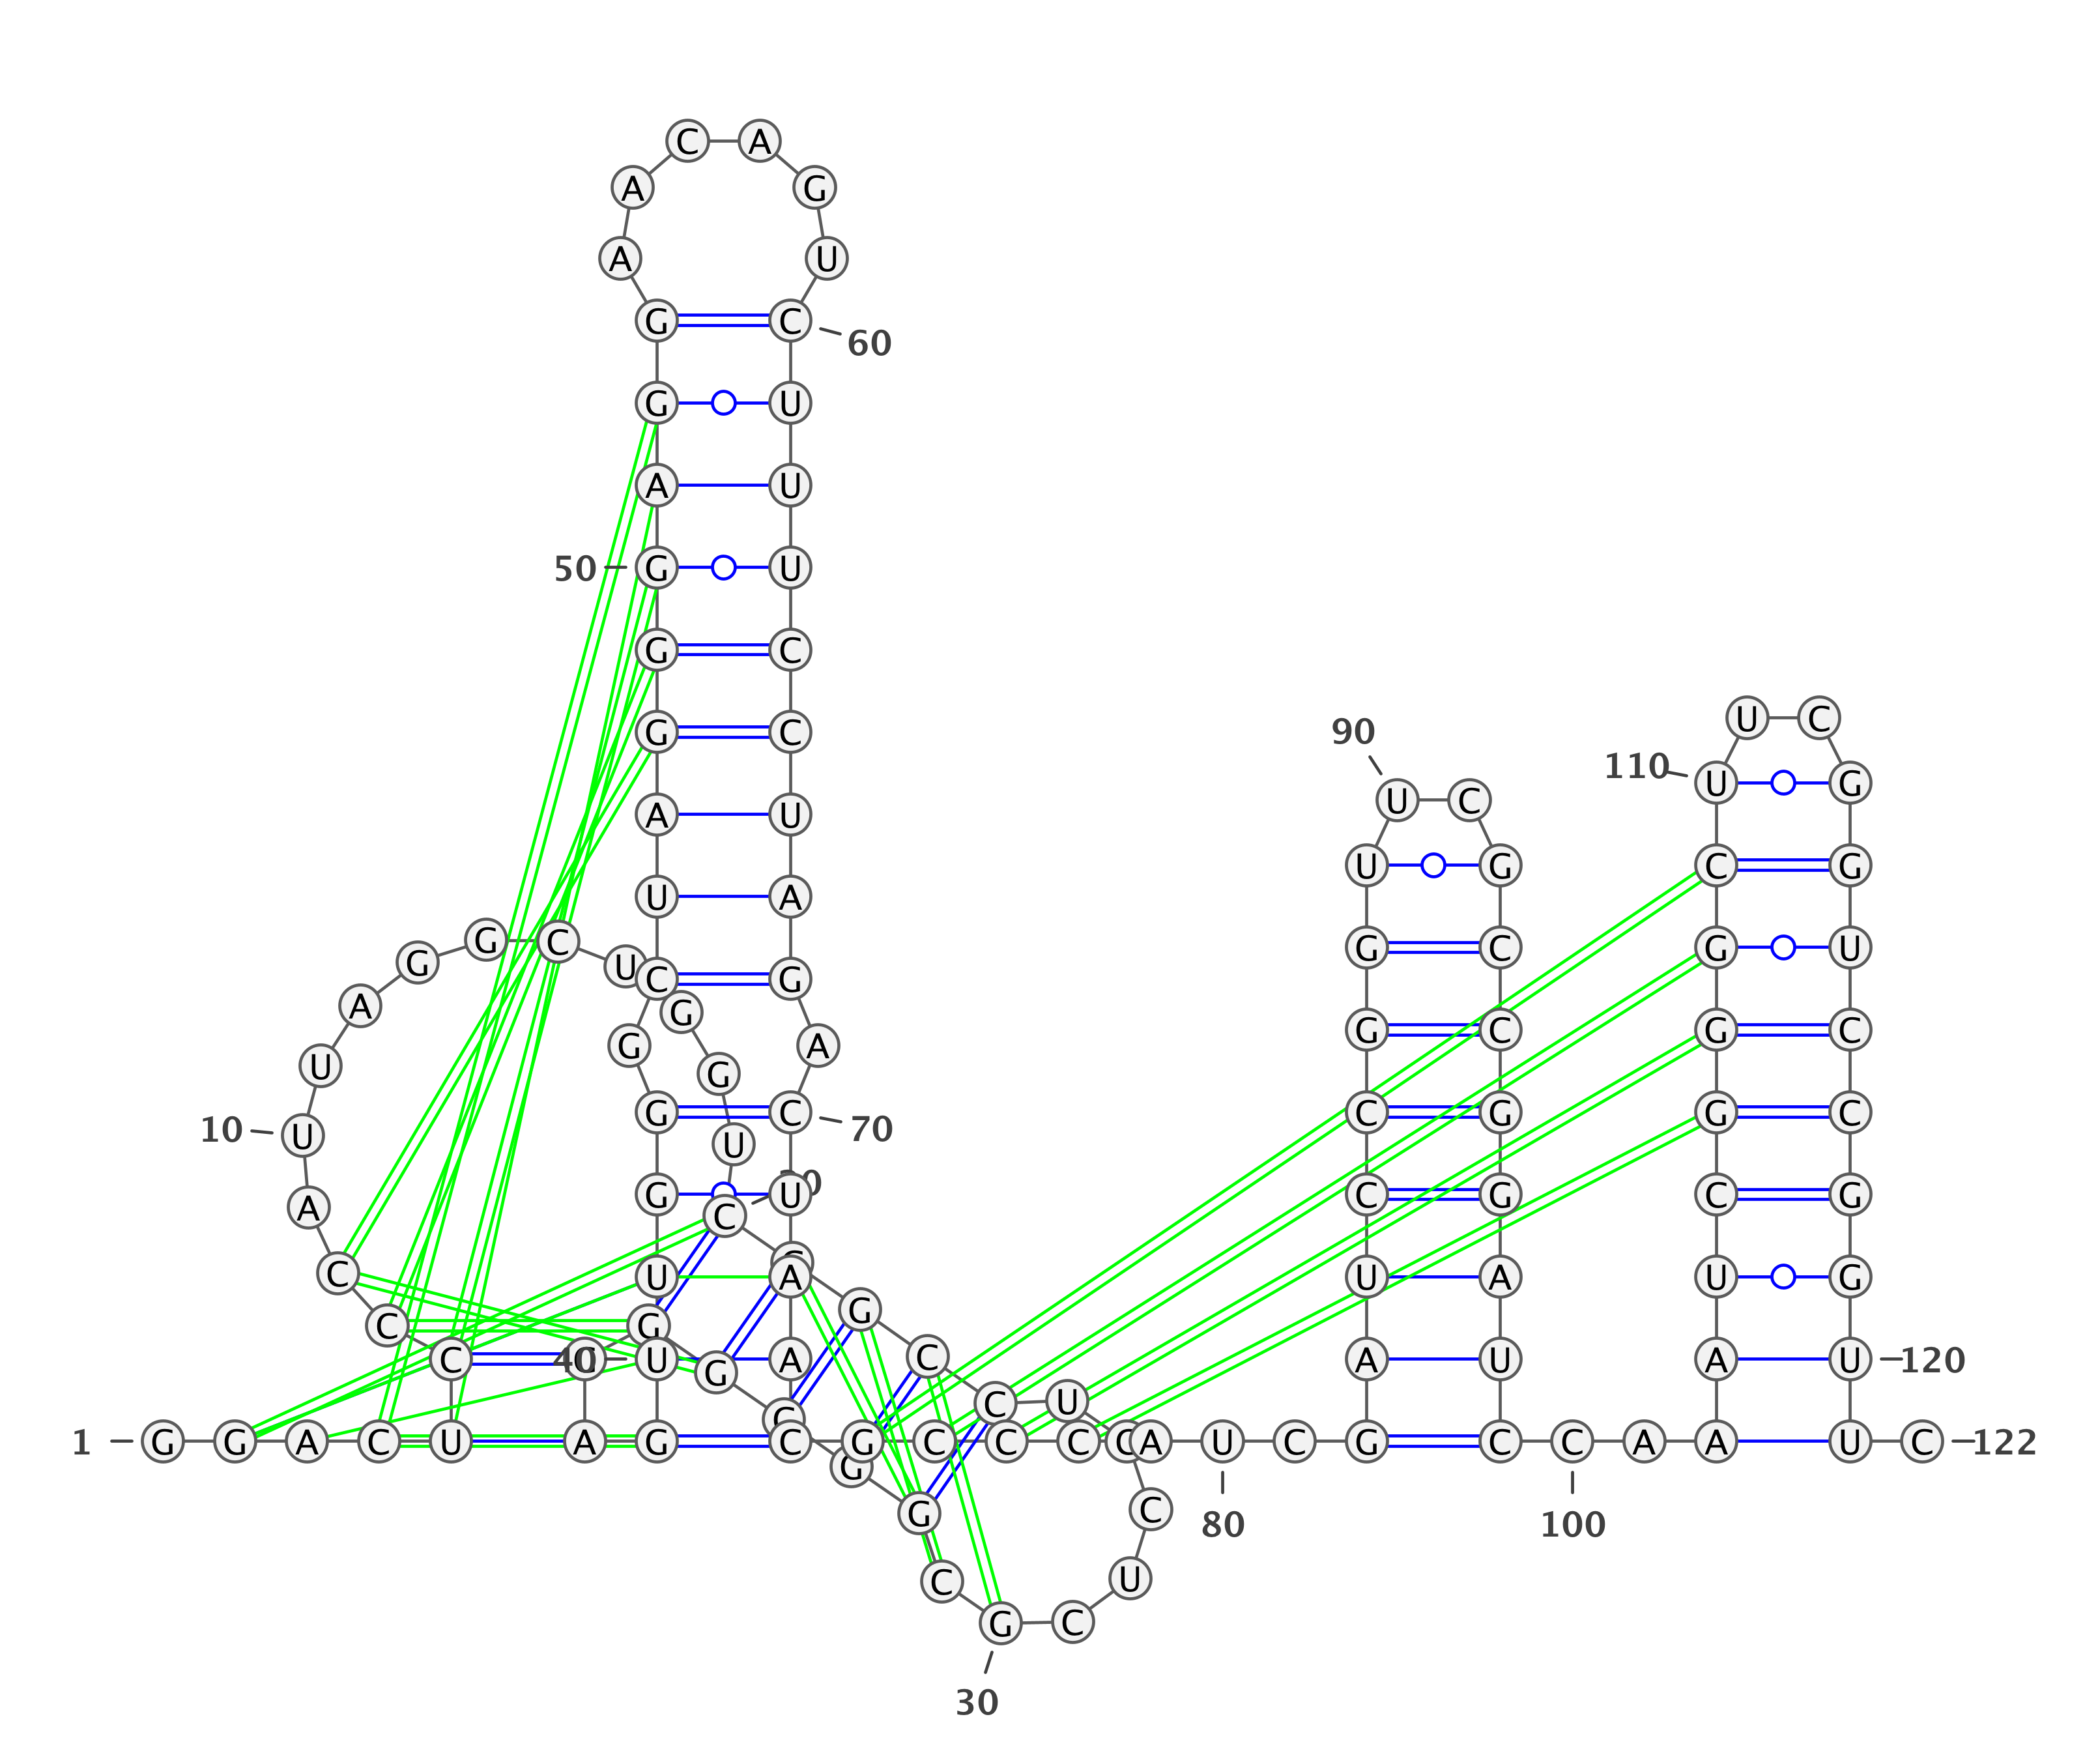 C A
A G
A U
G C
60
G U
A U
50 G U
G C
90 U C
G C
110 U G
U C
A U
U G C G
U A
G C G C G U
G U
C G
A G
G C G C
G A
U G
G C 70 C G G C
10 U U
G U C G C G
A C
C U A U A U G
G
C G
C 40 U A A U A U 120
G C
C U
1 G G A C U A G C G C C C A U C G C C A A U C 122
G
G C
80 100
C U
G C
30